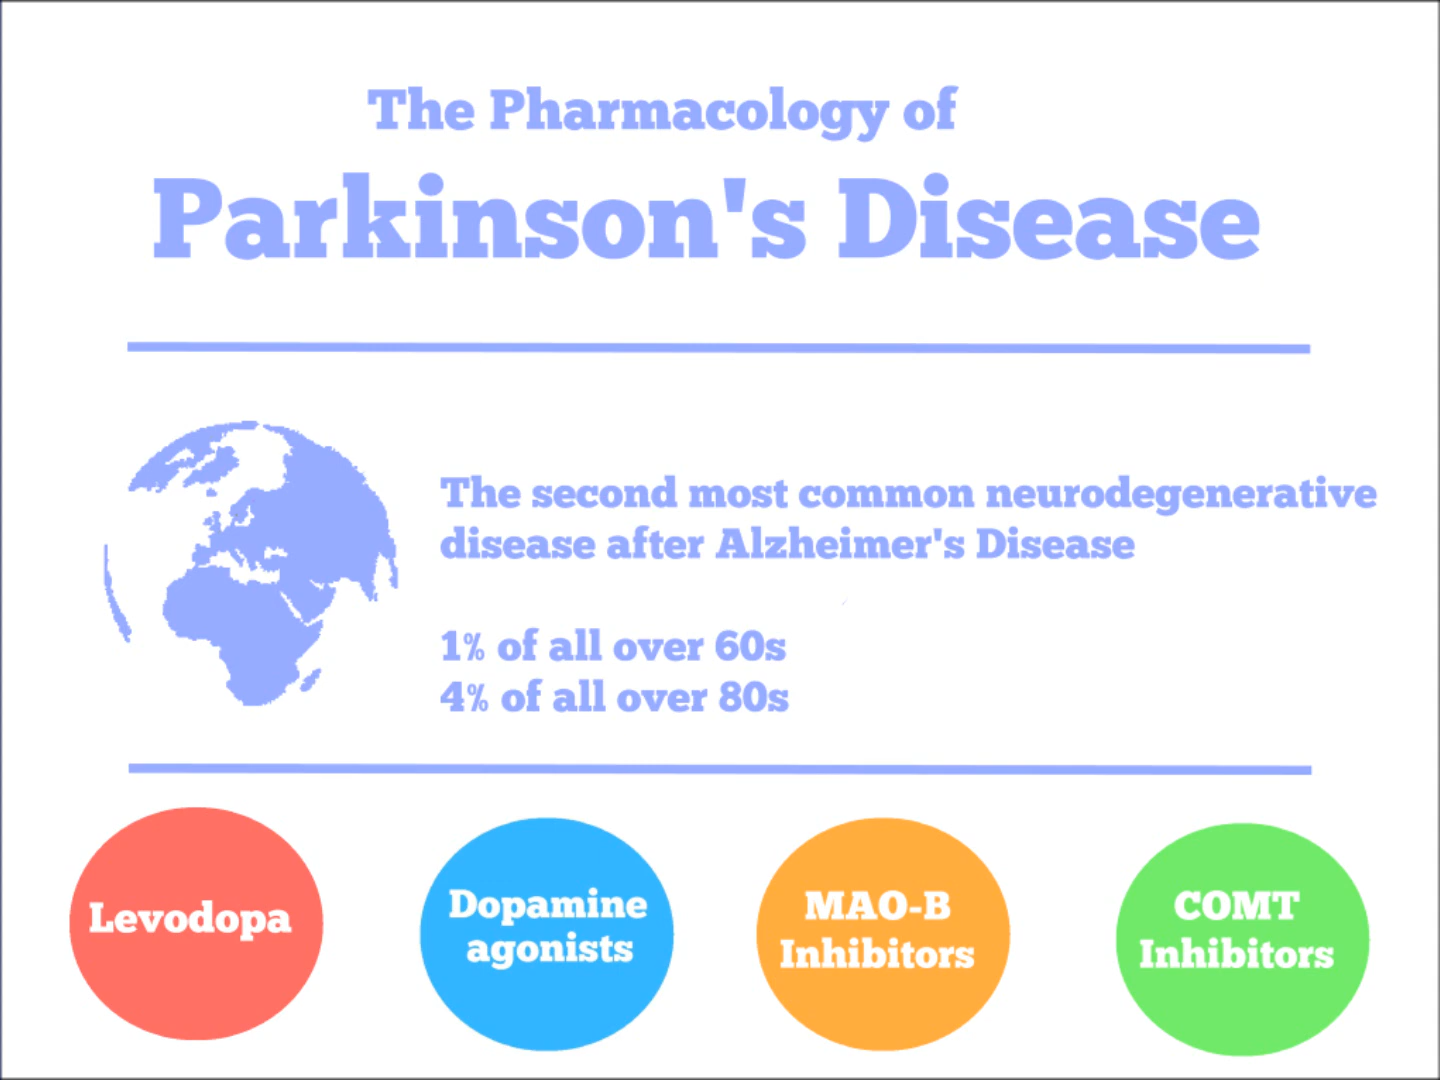 The Pharmacology of
Parkinson's Disease
The second most common neurodegenerative
disease after Alzheimer's Disease
1% of all over 60s
4% of all over 80s
Levodopa
Dopamine
agonists
MAO-B
Inhibitors
COMT
Inhibitors